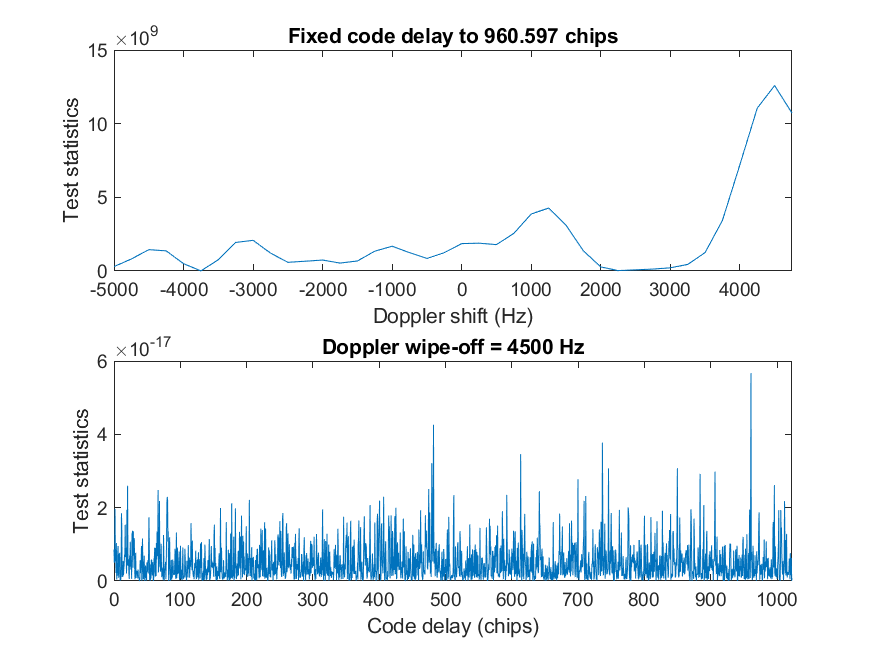 ×10^9
Fixed code delay to 960.597 chips
15
10
5
0
Test statistics
-5000 -4000 -3000 -2000 -1000 0 1000 2000 3000 4000
Doppler shift (Hz)
×10^-17
Doppler wipe-off = 4500 Hz
6
4
2
0
Test statistics
0 100 200 300 400 500 600 700 800 900 1000
Code delay (chips)